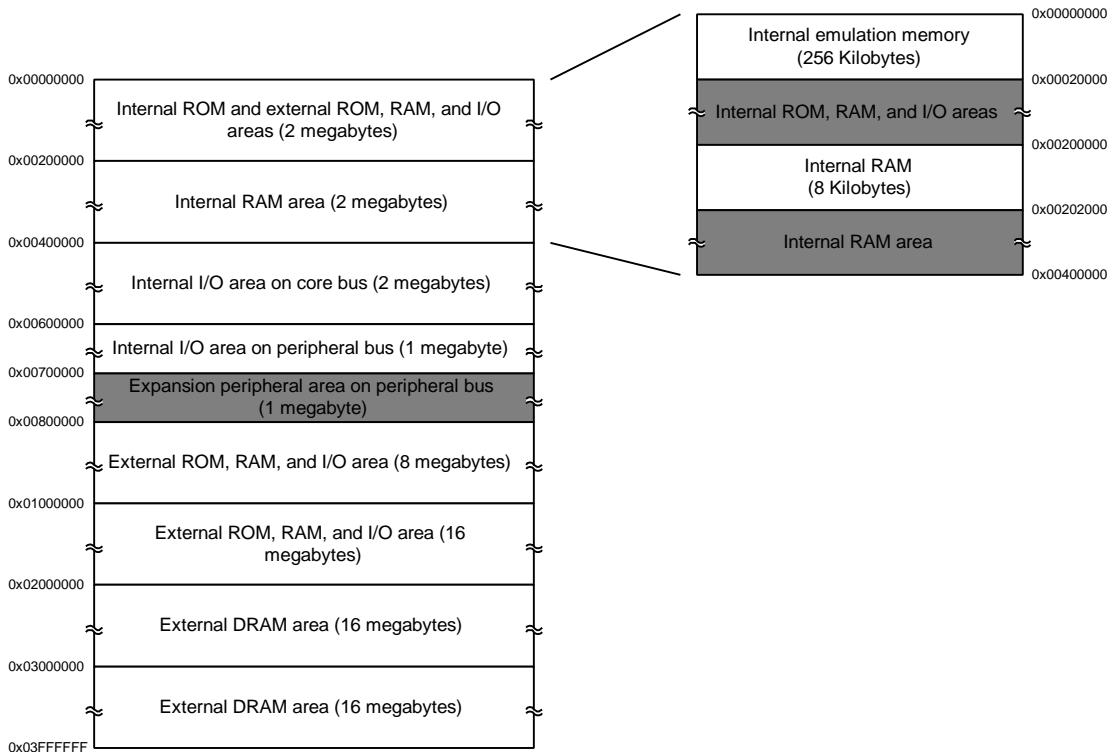 0x00000000
Internal ROM and external ROM, RAM, and I/O
areas (2 megabytes)
0x00200000
Internal RAM area (2 megabytes)
0x00400000
Internal I/O area on core bus (2 megabytes)
0x00600000
Internal I/O area on peripheral bus (1 megabyte)
0x00700000
Expansion peripheral area on peripheral bus
(1 megabyte)
0x00800000
External ROM, RAM, and I/O area (8 megabytes)
0x01000000
External ROM, RAM, and I/O area (16
megabytes)
0x02000000
External DRAM area (16 megabytes)
0x03000000
External DRAM area (16 megabytes)
0x03FFFFFF
0x00000000
Internal emulation memory
(256 Kilobytes)
0x00020000
Internal ROM, RAM, and I/O areas
0x00200000
Internal RAM
(8 Kilobytes)
0x00202000
Internal RAM area
0x00400000